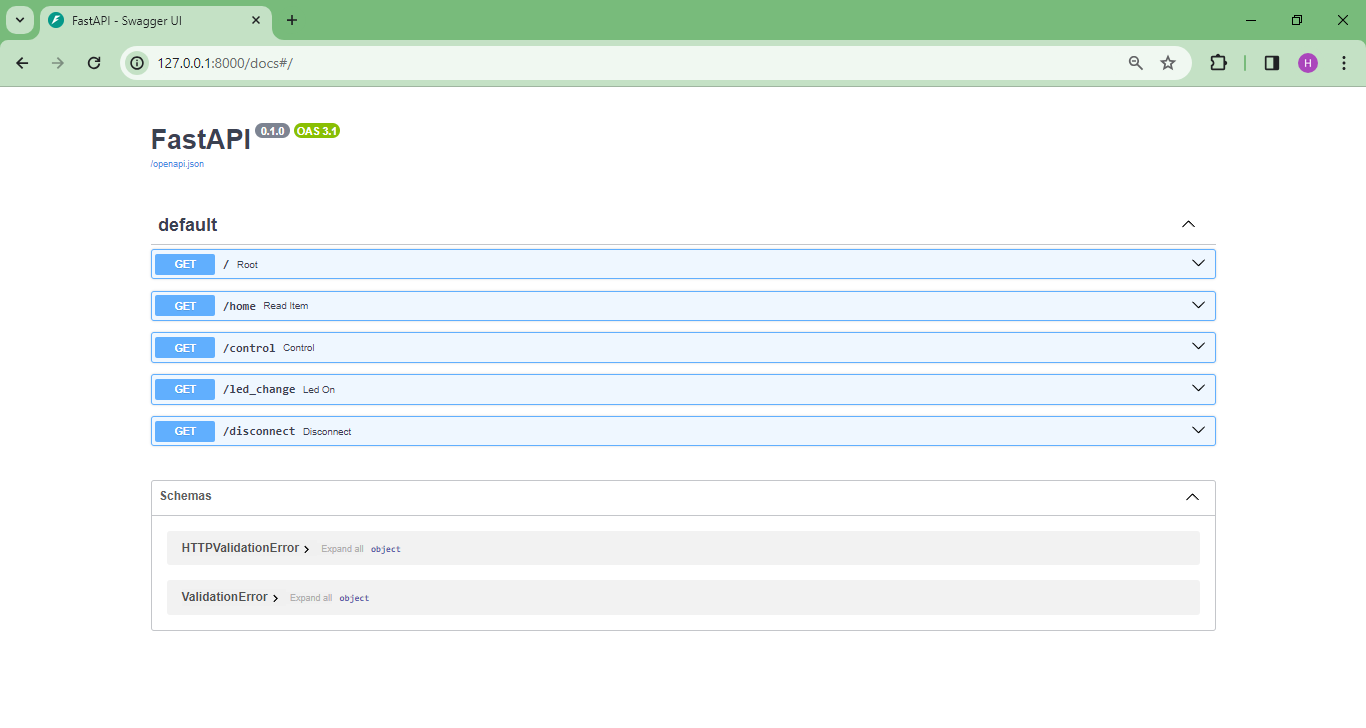 FastAPI - Swagger UI
127.0.0.1:8000/docs#/
H
FastAPI 0.1.0 OAS 3.1
/openapi.json
default
GET / Root
GET /home Read Item
GET /control Control
GET /led_change Led On
GET /disconnect Disconnect
Schemas
HTTPValidationError Expand all object
ValidationError Expand all object